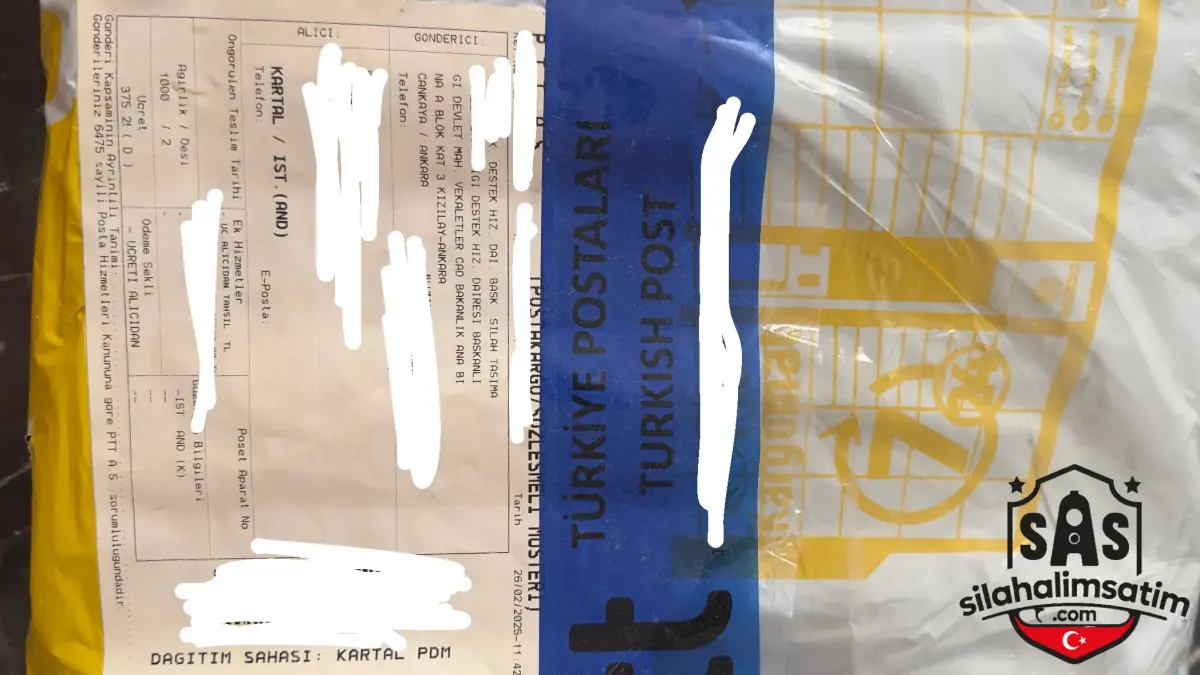 (POSTAKARGO/SOZLESMELI MUSTERI)
Tarih 26/02/2025-11:42
GONDERICI:
DESTEK HIZ. DAI. BASK SILAH TASIMA
GI DESTEK HIZ. DAIRESI BASKANLI
GI DEVLET MAH. VEKALETLER CAD BAKANLIK ANA BI
NA A BLOK KAT 3 KIZILAY-ANKARA
CANKAYA / ANKARA
Telefon:
ALICI:
KARTAL / IST.(AND)
Telefon:
E-Posta:
Ongorulen Teslim Tarihi
Ek Hizmetler
Poset Aparat No
UC ALICIDAN TAHSIL TL
Bilgileri
Agirlik / Desi
1000 / 2
-IST AND (K)
--
--
Ucret
375 2! ( D )
Odeme Sekli
- UCRETI ALICIDAN
Gonderi Kapsaminin Ayrintili Tanimi:
Gonderileriniz 6475 sayili Posta Hizmetleri Kanununa gore PTT A.S sorumlulugundadir.
DAGITIM SAHASI: KARTAL PDM
TÜRKİYE POSTALARI
TURKISH POST
SAS
silahalimsatim
.com